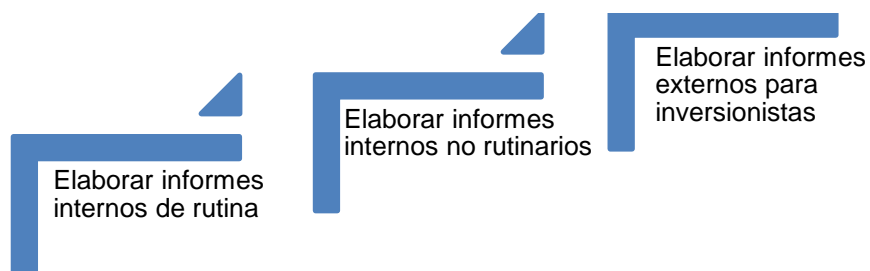 Elaborar informes
internos de rutina
Elaborar informes
internos no rutinarios
Elaborar informes
externos para
inversionistas